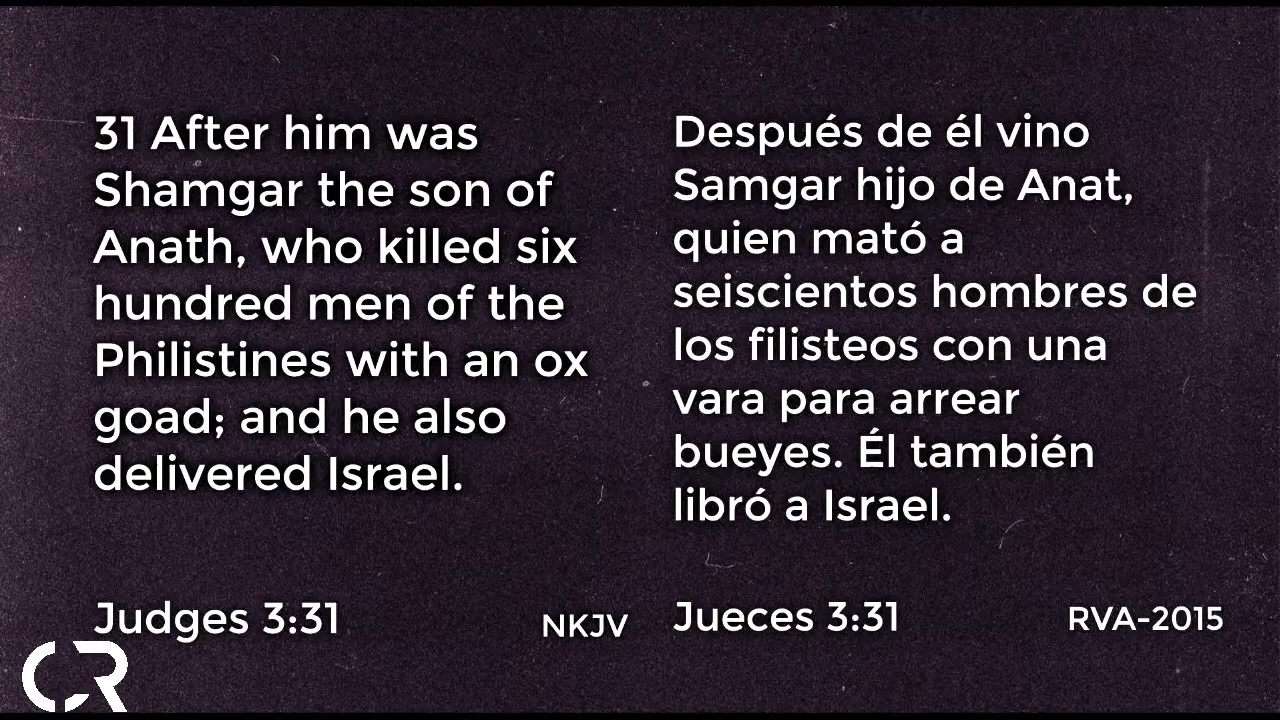 31 After him was
Shamgar the son of
Anath, who killed six
hundred men of the
Philistines with an ox
goad; and he also
delivered Israel.
Judges 3:31
NKJV
Después de él vino
Samgar hijo de Anat,
quien mató a
seiscientos hombres de
los filisteos con una
vara para arrear
bueyes. Él también
libró a Israel.
Jueces 3:31
RVA-2015
CR